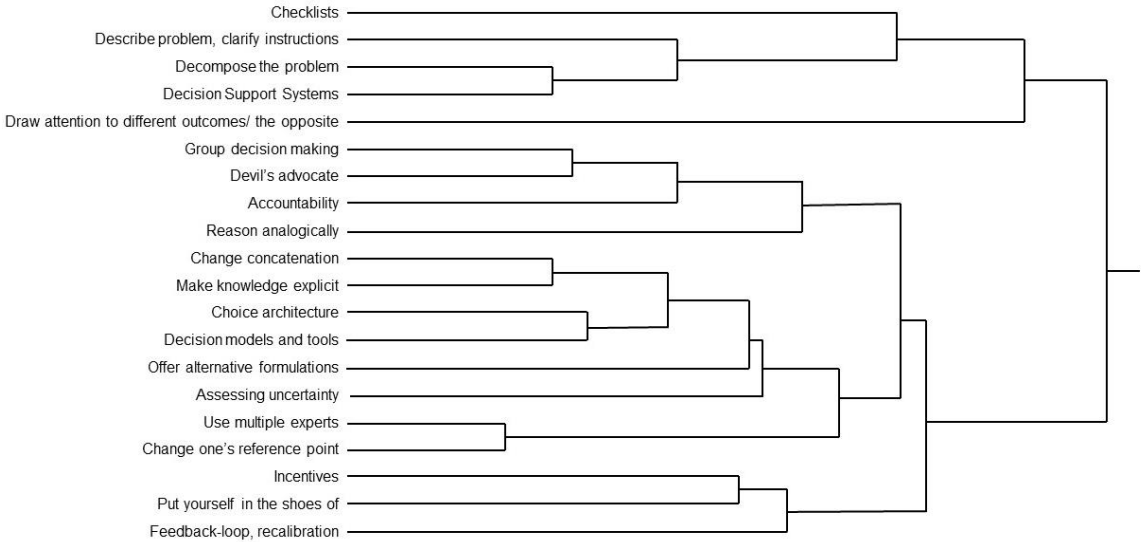 Checklists
Describe problem, clarify instructions
Decompose the problem
Decision Support Systems
Draw attention to different outcomes/ the opposite
Group decision making
Devil's advocate
Accountability
Reason analogically
Change concatenation
Make knowledge explicit
Choice architecture
Decision models and tools
Offer alternative formulations
Assessing uncertainty
Use multiple experts
Change one's reference point
Incentives
Put yourself in the shoes of
Feedback-loop, recalibration